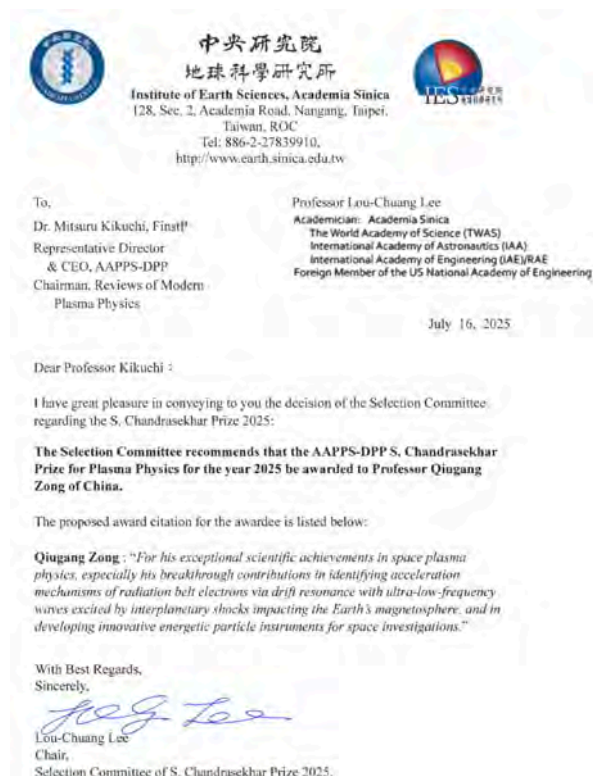 中央研究院
地球科學研究所
Institute of Earth Sciences, Academia Sinica
128, Sec. 2, Academia Road, Nangang, Taipei,
Taiwan, ROC
Tel: 886-2-27839910,
http://www.earth.sinica.edu.tw
IES
To,
Dr. Mitsuru Kikuchi, FinstP
Representative Director
& CEO, AAPPS-DPP
Chairman, Reviews of Modern
Plasma Physics
Professor Lou-Chuang Lee
Academician: Academia Sinica
The World Academy of Science (TWAS)
International Academy of Astronautics (IAA)
International Academy of Engineering (IAE)/RAE
Foreign Member of the US National Academy of Engineering
July 16, 2025
Dear Professor Kikuchi：
I have great pleasure in conveying to you the decision of the Selection Committee
regarding the S. Chandrasekhar Prize 2025:
The Selection Committee recommends that the AAPPS-DPP S. Chandrasekhar
Prize for Plasma Physics for the year 2025 be awarded to Professor Qiugang
Zong of China.
The proposed award citation for the awardee is listed below:
Qiugang Zong : “For his exceptional scientific achievements in space plasma
physics, especially his breakthrough contributions in identifying acceleration
mechanisms of radiation belt electrons via drift resonance with ultra-low-frequency
waves excited by interplanetary shocks impacting the Earth's magnetosphere, and in
developing innovative energetic particle instruments for space investigations.”
With Best Regards,
Sincerely,
Lou-Chuang Lee
Chair,
Selection Committee of S. Chandrasekhar Prize 2025.